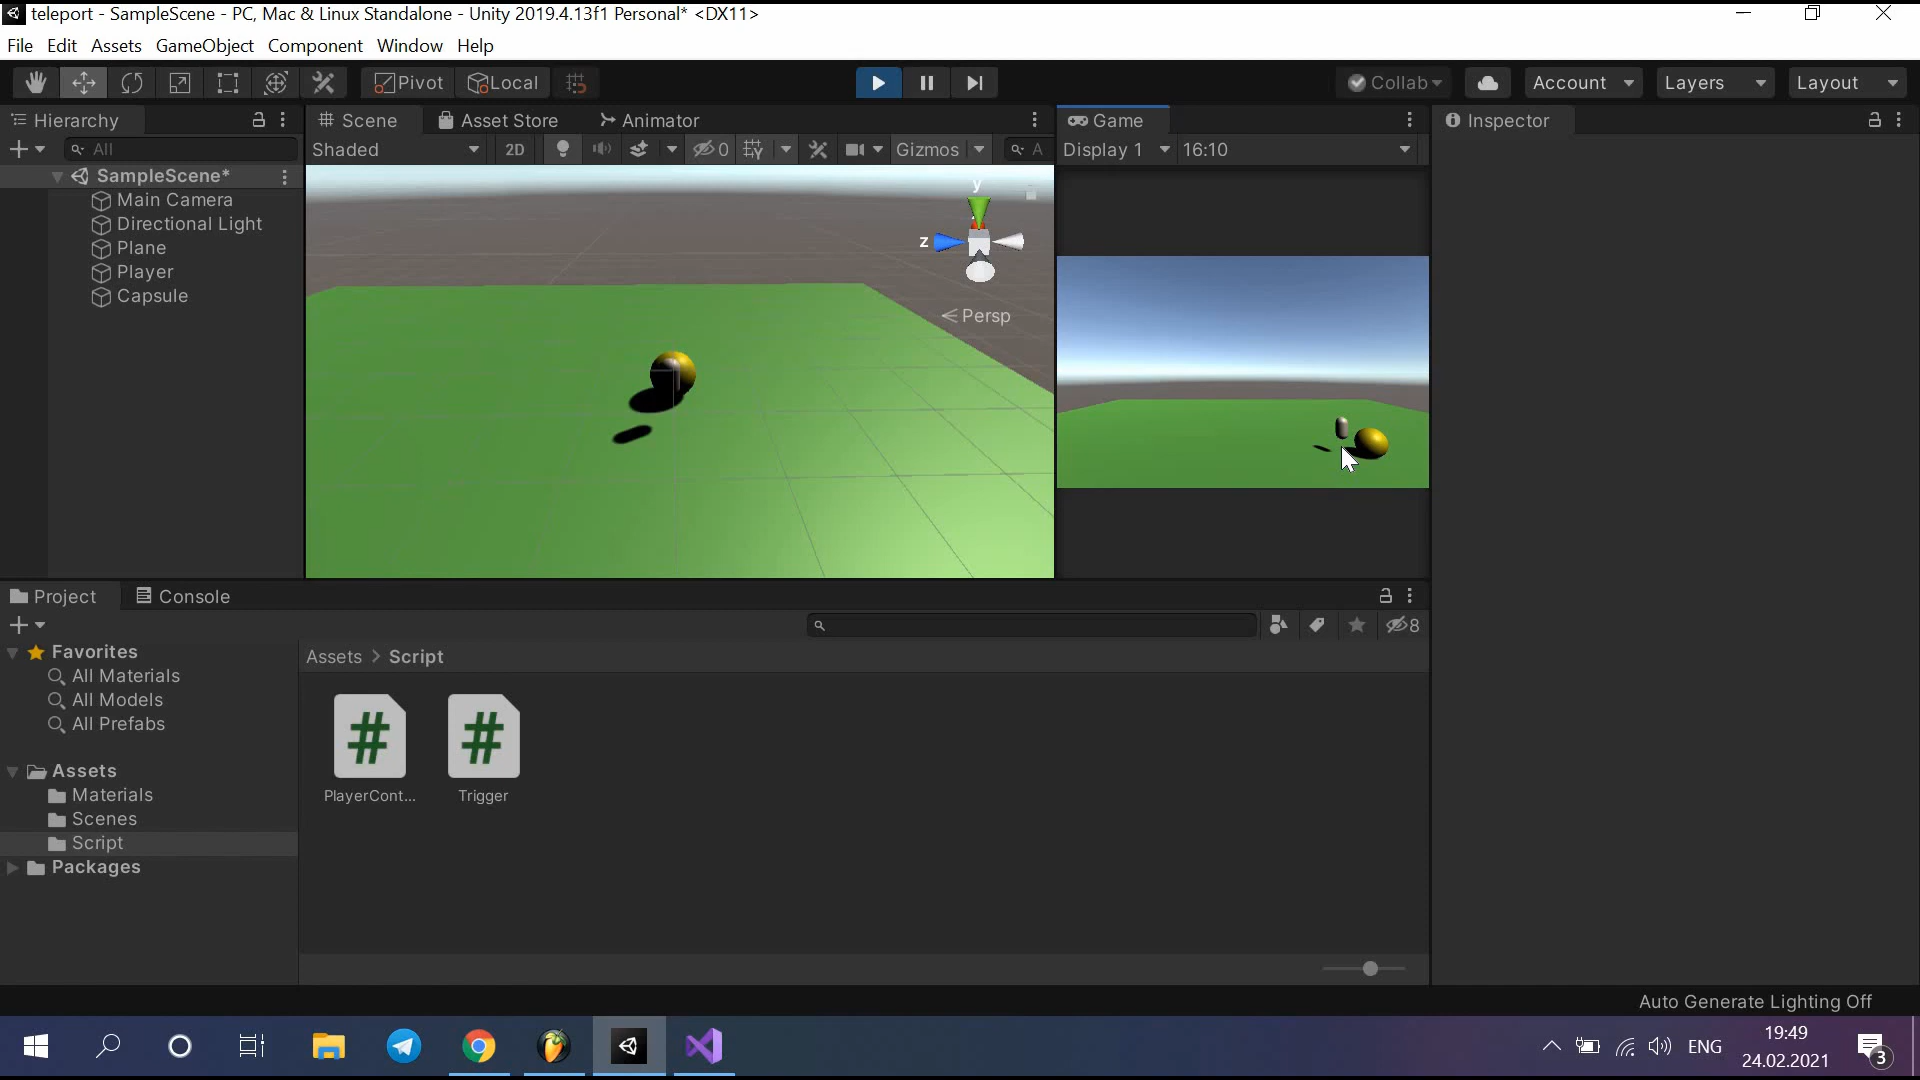 teleport - SampleScene - PC, Mac & Linux Standalone - Unity 2019.4.13f1 Personal* <DX11>
File Edit Assets GameObject Component Window Help
Pivot Local Collab Account Layers Layout
Hierarchy
All
SampleScene*
Main Camera
Directional Light
Plane
Player
Capsule
Scene Asset Store Animator
Shaded 2D 0 Gizmos A
y
z
Persp
Game
Display 1 16:10
Inspector
Project Console
8
Favorites
All Materials
All Models
All Prefabs
Assets
Materials
Scenes
Script
Packages
Assets > Script
PlayerCont... Trigger
Auto Generate Lighting Off
ENG
19:49
24.02.2021
3